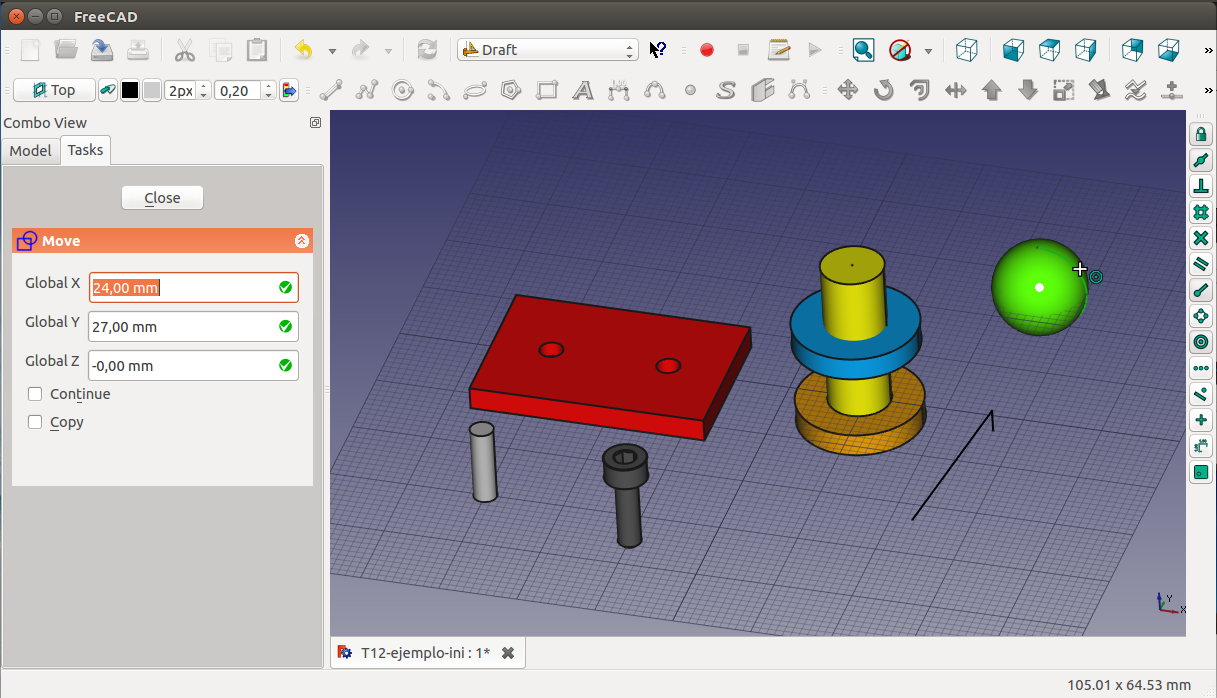 FreeCAD
Draft
Top
2px
0,20
Combo View
Model
Tasks
Close
Move
Global X
24,00 mm
Global Y
27,00 mm
Global Z
-0,00 mm
Continue
Copy
Y
X
T12-ejemplo-ini : 1*
105.01 x 64.53 mm